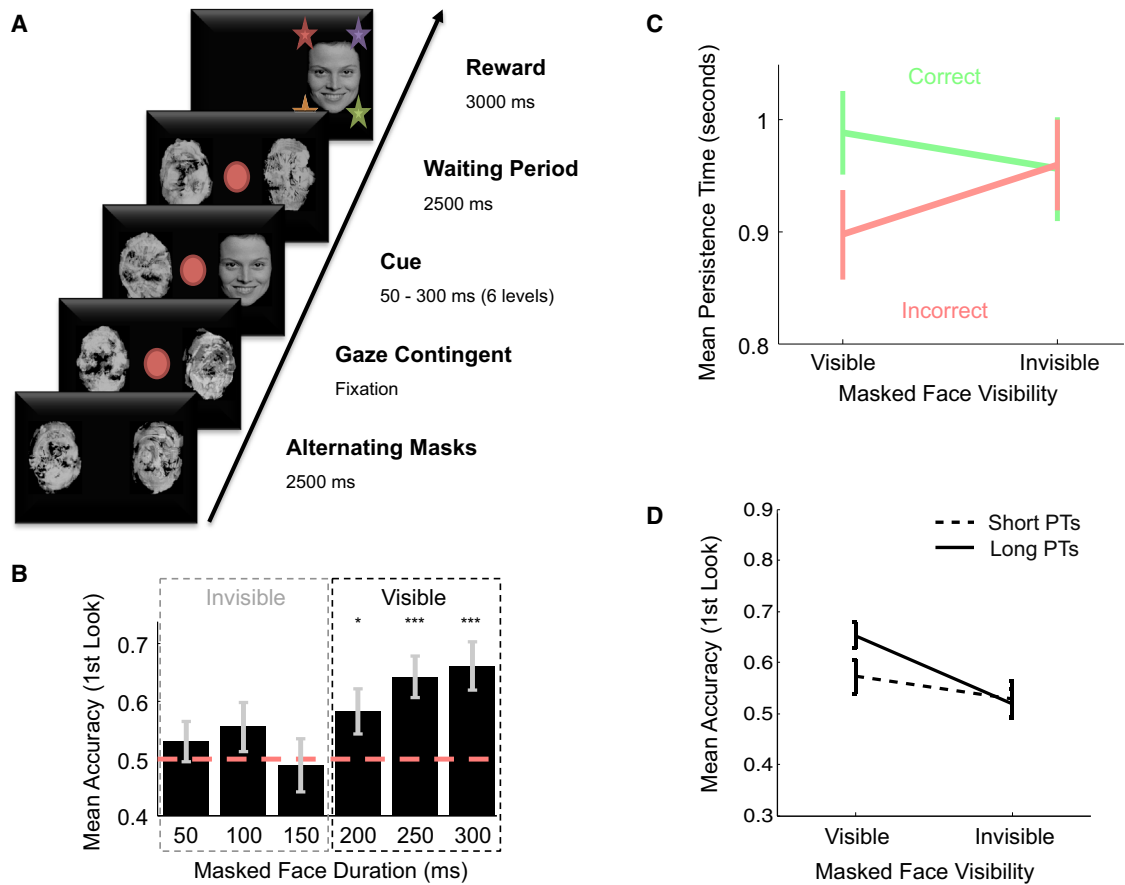 A
Reward
3000 ms
Waiting Period
2500 ms
Cue
50 - 300 ms (6 levels)
Gaze Contingent
Fixation
Alternating Masks
2500 ms
B
Mean Accuracy (1st Look)
0.7
0.6
0.5
0.4
Invisible
Visible
*
***
***
50 100 150 200 250 300
Masked Face Duration (ms)
C
Mean Persistence Time (seconds)
1
0.9
0.8
Correct
Incorrect
Visible Invisible
Masked Face Visibility
D
Mean Accuracy (1st Look)
0.9
0.8
0.7
0.6
0.5
0.4
0.3
Short PTs
Long PTs
Visible Invisible
Masked Face Visibility